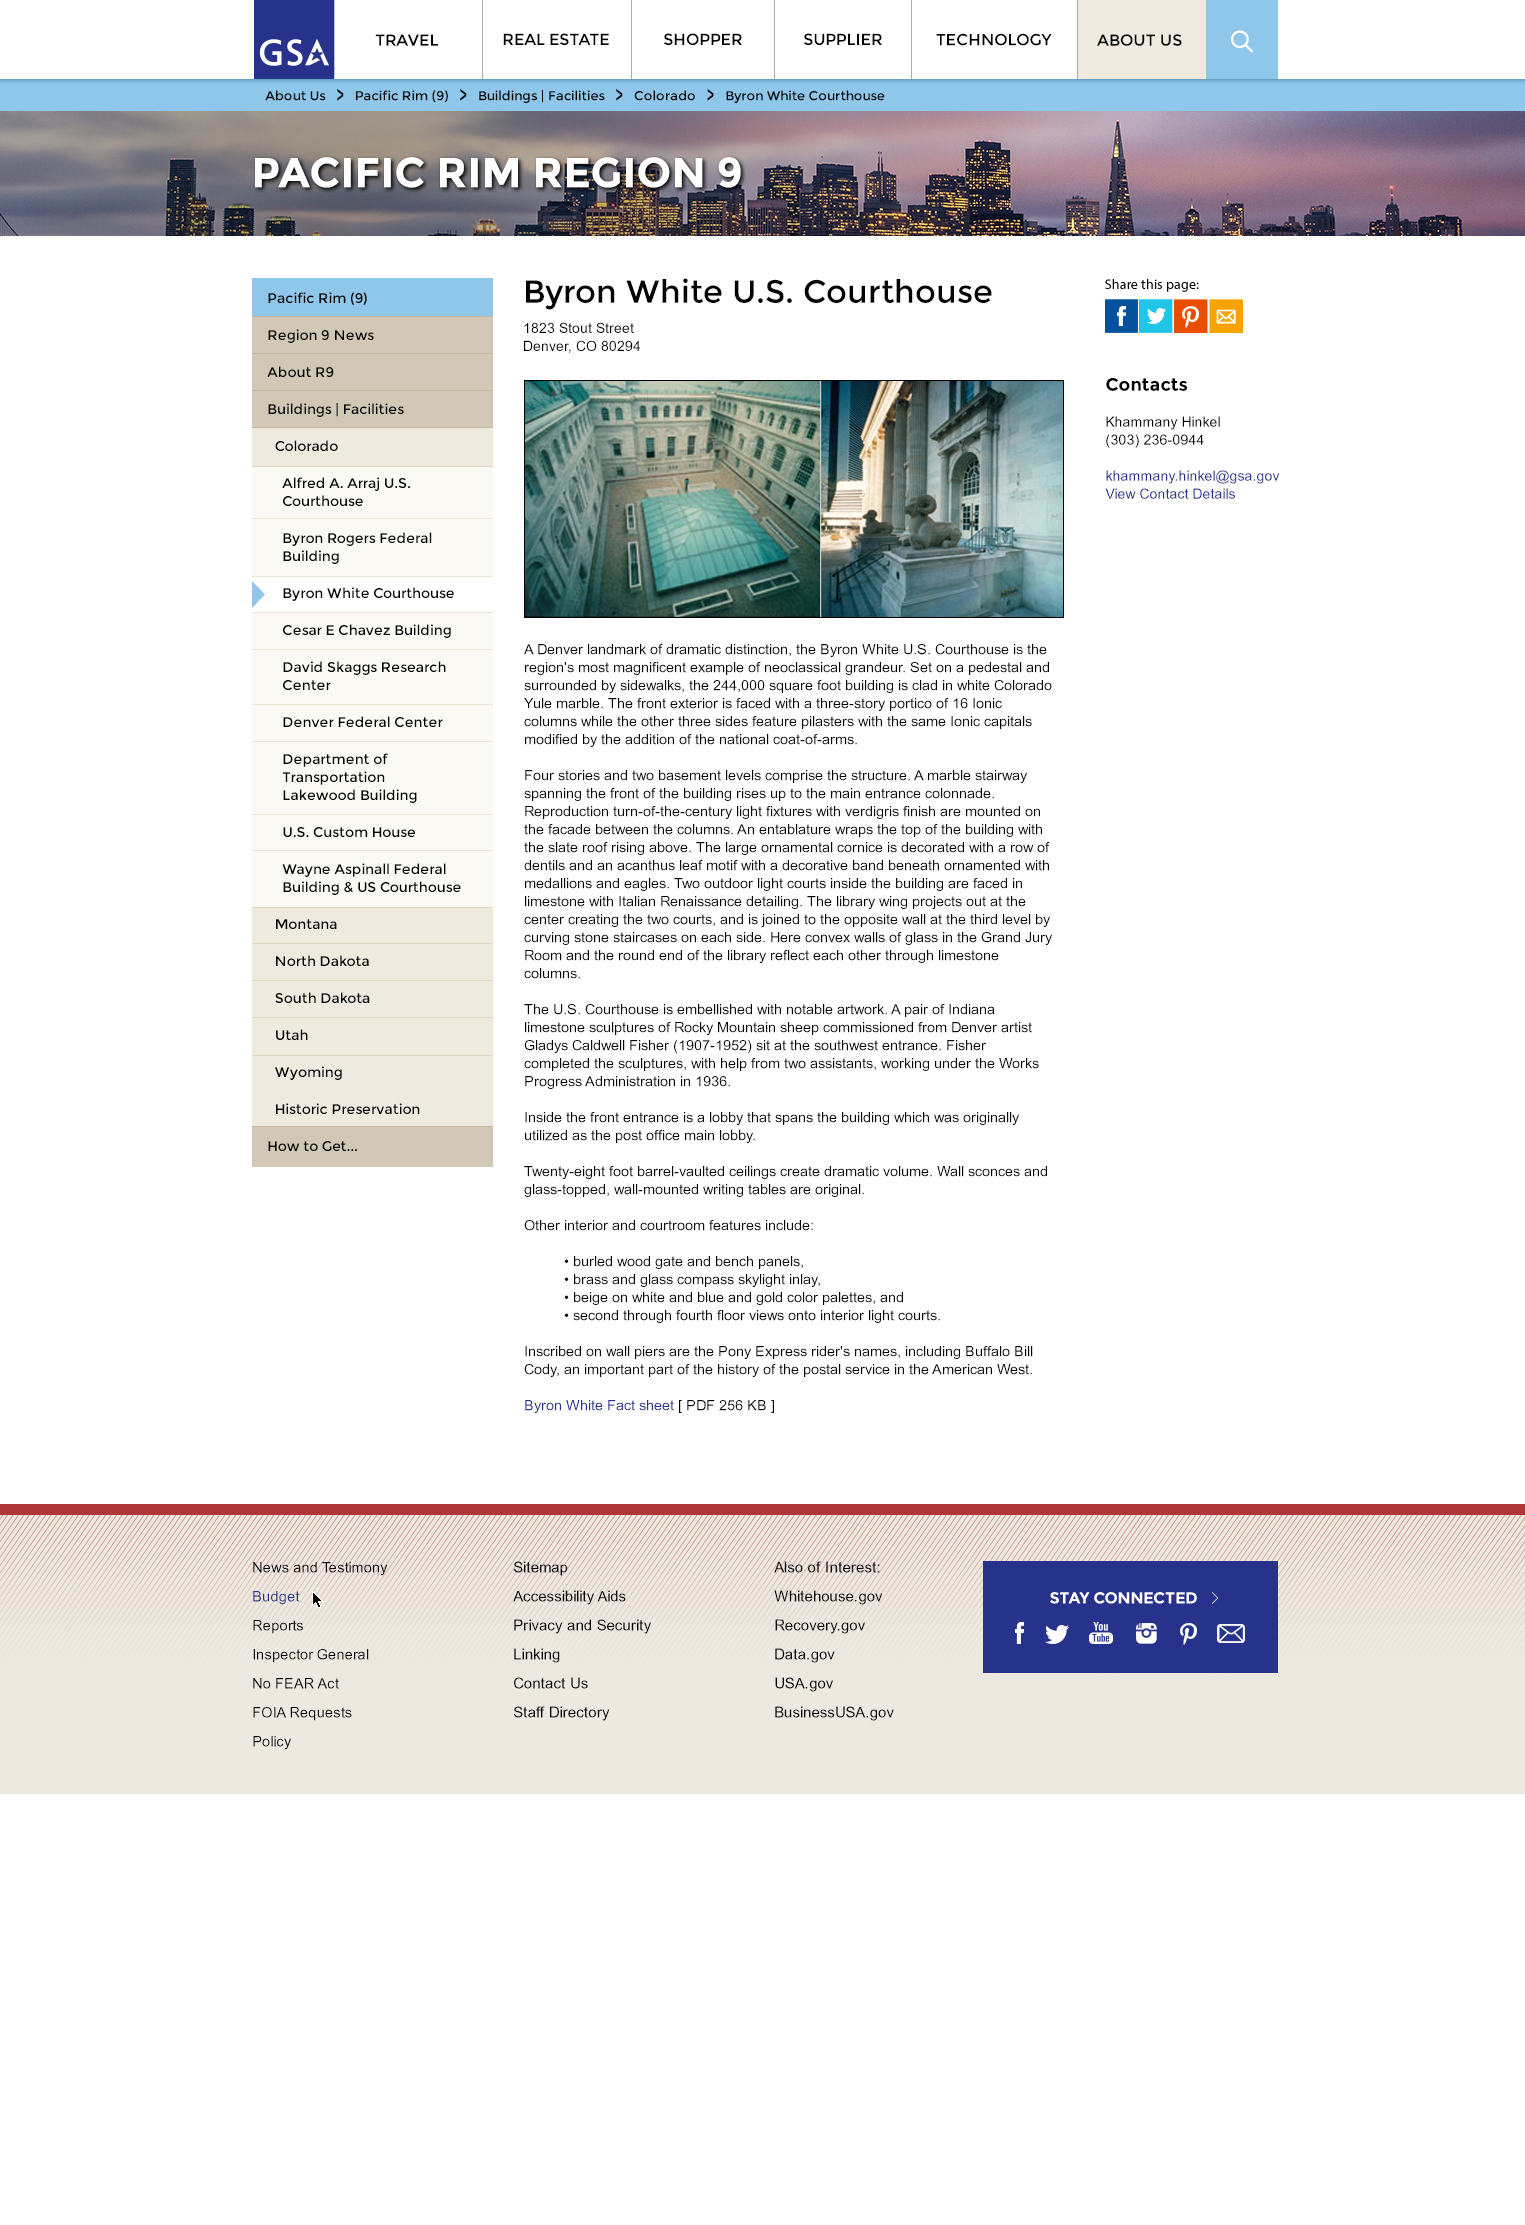 GSA
TRAVEL
REAL ESTATE
SHOPPER
SUPPLIER
TECHNOLOGY
ABOUT US
About Us > Pacific Rim (9) > Buildings | Facilities > Colorado > Byron White Courthouse
PACIFIC RIM REGION 9
Pacific Rim (9)
Region 9 News
About R9
Buildings | Facilities
Colorado
Alfred A. Arraj U.S.
Courthouse
Byron Rogers Federal
Building
Byron White Courthouse
Cesar E Chavez Building
David Skaggs Research
Center
Denver Federal Center
Department of
Transportation
Lakewood Building
U.S. Custom House
Wayne Aspinall Federal
Building & US Courthouse
Montana
North Dakota
South Dakota
Utah
Wyoming
Historic Preservation
How to Get...
Byron White U.S. Courthouse
1823 Stout Street
Denver, CO 80294
A Denver landmark of dramatic distinction, the Byron White U.S. Courthouse is the
region's most magnificent example of neoclassical grandeur. Set on a pedestal and
surrounded by sidewalks, the 244,000 square foot building is clad in white Colorado
Yule marble. The front exterior is faced with a three-story portico of 16 Ionic
columns while the other three sides feature pilasters with the same Ionic capitals
modified by the addition of the national coat-of-arms.
Four stories and two basement levels comprise the structure. A marble stairway
spanning the front of the building rises up to the main entrance colonnade.
Reproduction turn-of-the-century light fixtures with verdigris finish are mounted on
the facade between the columns. An entablature wraps the top of the building with
the slate roof rising above. The large ornamental cornice is decorated with a row of
dentils and an acanthus leaf motif with a decorative band beneath ornamented with
medallions and eagles. Two outdoor light courts inside the building are faced in
limestone with Italian Renaissance detailing. The library wing projects out at the
center creating the two courts, and is joined to the opposite wall at the third level by
curving stone staircases on each side. Here convex walls of glass in the Grand Jury
Room and the round end of the library reflect each other through limestone
columns.
The U.S. Courthouse is embellished with notable artwork. A pair of Indiana
limestone sculptures of Rocky Mountain sheep commissioned from Denver artist
Gladys Caldwell Fisher (1907-1952) sit at the southwest entrance. Fisher
completed the sculptures, with help from two assistants, working under the Works
Progress Administration in 1936.
Inside the front entrance is a lobby that spans the building which was originally
utilized as the post office main lobby.
Twenty-eight foot barrel-vaulted ceilings create dramatic volume. Wall sconces and
glass-topped, wall-mounted writing tables are original.
Other interior and courtroom features include:
• burled wood gate and bench panels,
• brass and glass compass skylight inlay,
• beige on white and blue and gold color palettes, and
• second through fourth floor views onto interior light courts.
Inscribed on wall piers are the Pony Express rider's names, including Buffalo Bill
Cody, an important part of the history of the postal service in the American West.
Byron White Fact sheet [ PDF 256 KB ]
Share this page:
Contacts
Khammany Hinkel
(303) 236-0944
khammany.hinkel@gsa.gov
View Contact Details
News and Testimony
Budget
Reports
Inspector General
No FEAR Act
FOIA Requests
Policy
Sitemap
Accessibility Aids
Privacy and Security
Linking
Contact Us
Staff Directory
Also of Interest:
Whitehouse.gov
Recovery.gov
Data.gov
USA.gov
BusinessUSA.gov
STAY CONNECTED >
You
Tube